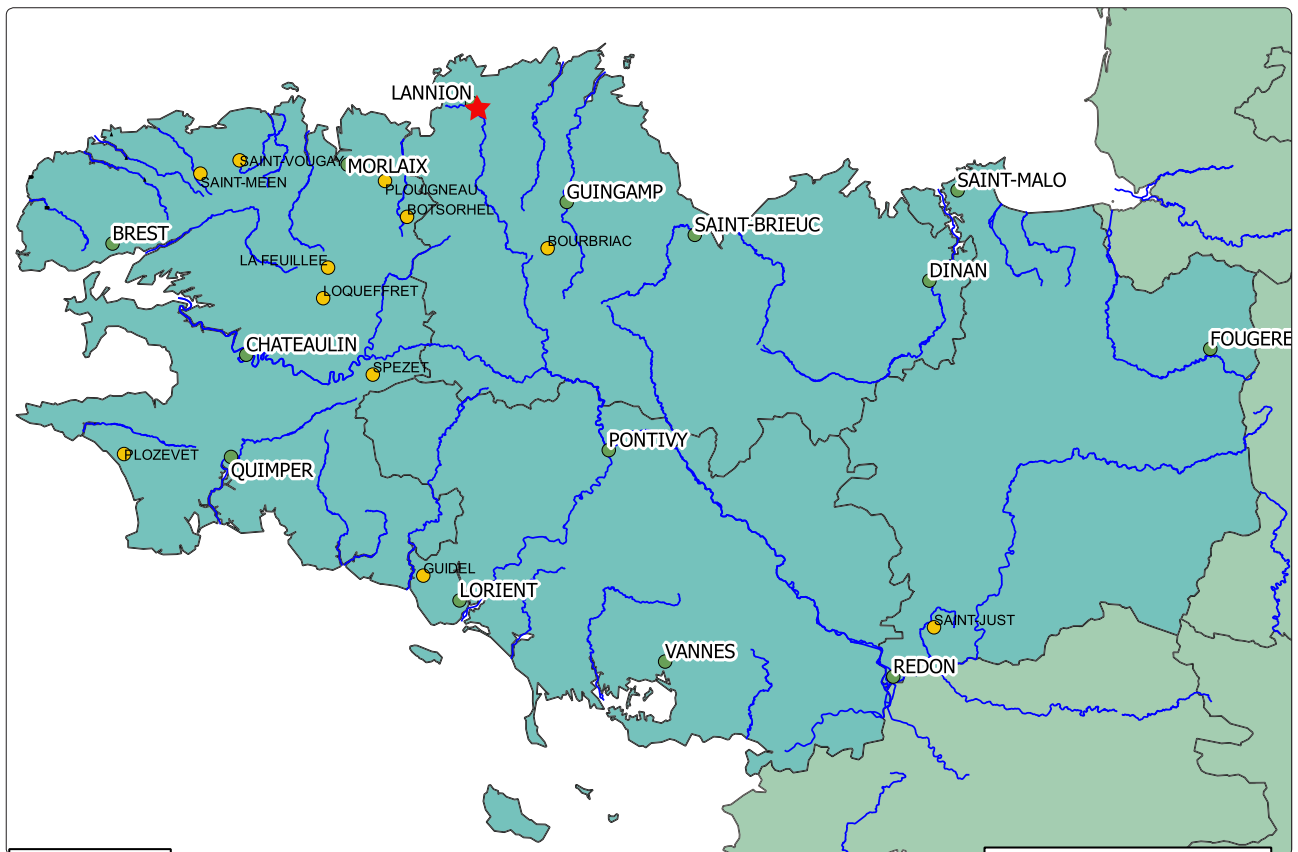 LANNION
SAINT-VOUGAY
MORLAIX
SAINT-MEEN
PLOUIGNEAU
GUINGAMP
SAINT-MALO
BOTSORHEL
SAINT-BRIEUC
BREST
BOURBRIAC
LA FEUILLEE
DINAN
LOQUEFFRET
CHATEAULIN
FOUGERE
SPEZET
PONTIVY
PLOZEVET
QUIMPER
GUIDEL
LORIENT
SAINT-JUST
VANNES
REDON